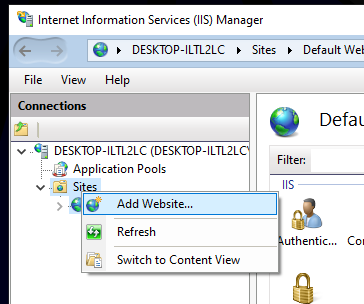 Internet Information Services (IIS) Manager
DESKTOP-ILTL2LC
Sites
Default Web
File
View
Help
Connections
DESKTOP-ILTL2LC (DESKTOP-ILTL2LC\
Application Pools
Sites
Add Website...
Refresh
Switch to Content View
Defau
Filter:
IIS
Authentic...
Co